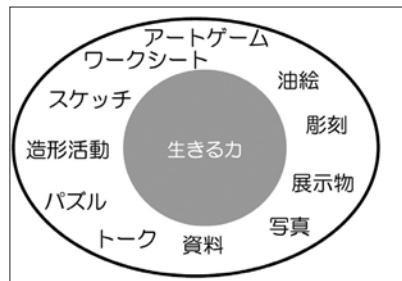 アートゲーム
ワークシート
油絵
スケッチ
彫刻
造形活動
生きる力
展示物
パズル
写真
トーク
資料